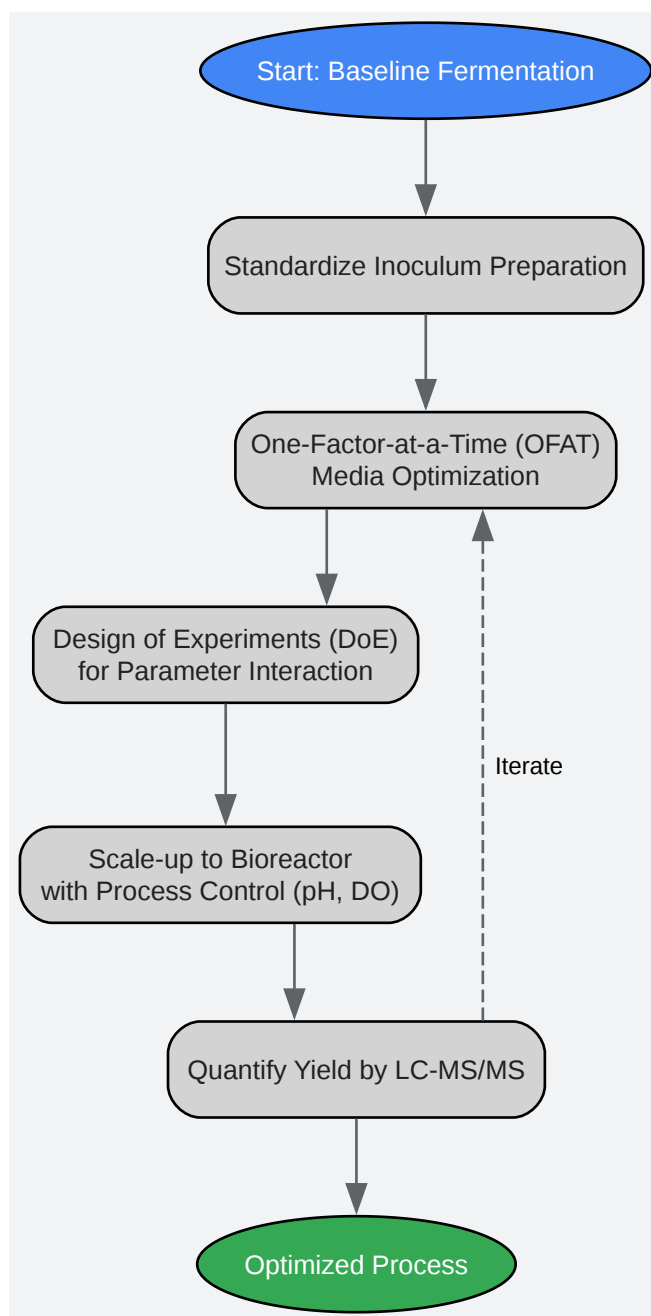 Start: Baseline Fermentation
Standardize Inoculum Preparation
One-Factor-at-a-Time (OFAT)
Media Optimization
Design of Experiments (DoE)
for Parameter Interaction
Iterate
Scale-up to Bioreactor
with Process Control (pH, DO)
Quantify Yield by LC-MS/MS
Optimized Process